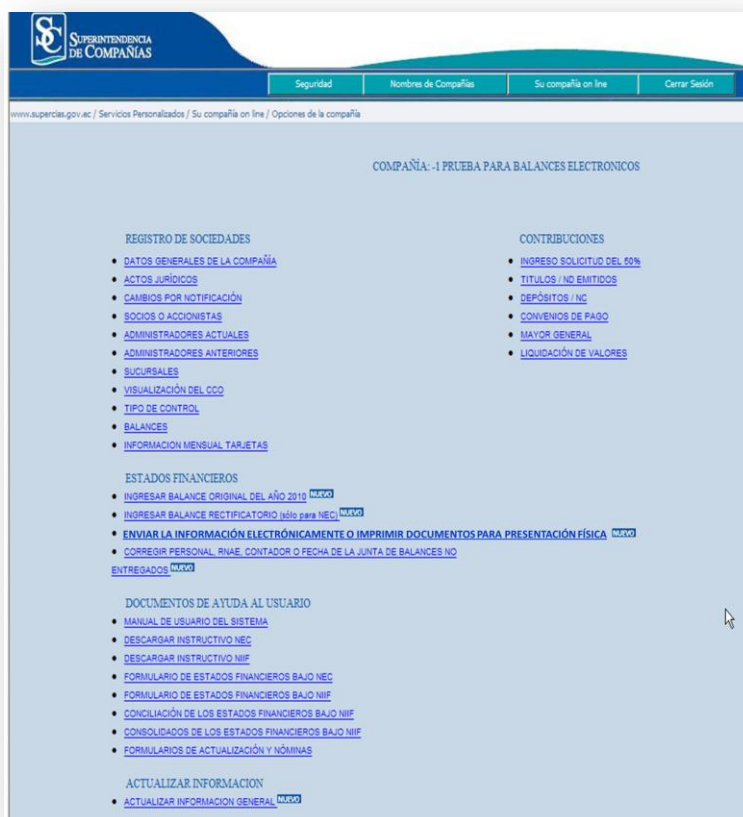 SC SUPERINTENDENCIA
DE COMPAÑÍAS
Seguridad Nombres de Compañías Su compañía on line Cerrar Sesión
www.supercias.gov.ec / Servicios Personalizados / Su compañía on line / Opciones de la compañía
COMPAÑÍA: -1 PRUEBA PARA BALANCES ELECTRONICOS
REGISTRO DE SOCIEDADES
DATOS GENERALES DE LA COMPAÑÍA
ACTOS JURÍDICOS
CAMBIOS POR NOTIFICACIÓN
SOCIOS O ACCIONISTAS
ADMINISTRADORES ACTUALES
ADMINISTRADORES ANTERIORES
SUCURSALES
VISUALIZACIÓN DEL CCO
TIPO DE CONTROL
BALANCES
INFORMACION MENSUAL TARJETAS
CONTRIBUCIONES
INGRESO SOLICITUD DEL 50%
TITULOS / ND EMITIDOS
DEPÓSITOS / NC
CONVENIOS DE PAGO
MAYOR GENERAL
LIQUIDACIÓN DE VALORES
ESTADOS FINANCIEROS
INGRESAR BALANCE ORIGINAL DEL AÑO 2010 NUEVO
INGRESAR BALANCE RECTIFICATORIO (sólo para NEC) NUEVO
ENVIAR LA INFORMACIÓN ELECTRÓNICAMENTE O IMPRIMIR DOCUMENTOS PARA PRESENTACIÓN FÍSICA NUEVO
CORREGIR PERSONAL, RNAE, CONTADOR O FECHA DE LA JUNTA DE BALANCES NO
ENTREGADOS NUEVO
DOCUMENTOS DE AYUDA AL USUARIO
MANUAL DE USUARIO DEL SISTEMA
DESCARGAR INSTRUCTIVO NEC
DESCARGAR INSTRUCTIVO NIIF
FORMULARIO DE ESTADOS FINANCIEROS BAJO NEC
FORMULARIO DE ESTADOS FINANCIEROS BAJO NIIF
CONCILIACIÓN DE LOS ESTADOS FINANCIEROS BAJO NIIF
CONSOLIDADOS DE LOS ESTADOS FINANCIEROS BAJO NIIF
FORMULARIOS DE ACTUALIZACIÓN Y NÓMINAS
ACTUALIZAR INFORMACION
ACTUALIZAR INFORMACION GENERAL NUEVO